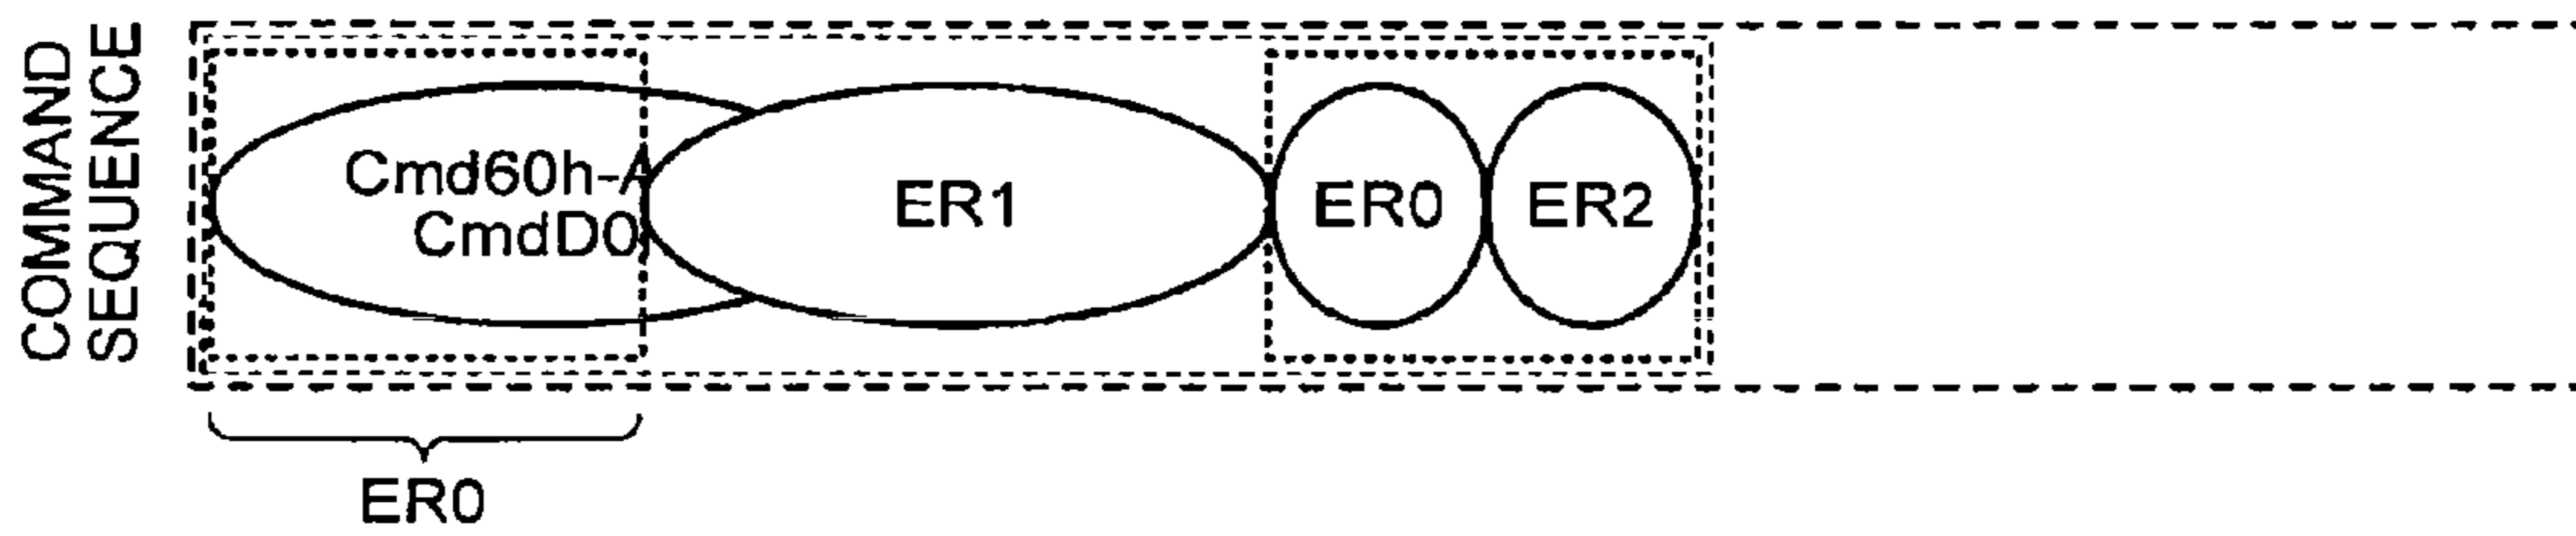 COMMAND
SEQUENCE
Cmd60h-A
CmdD0
ER1
ER0
ER2
ER0